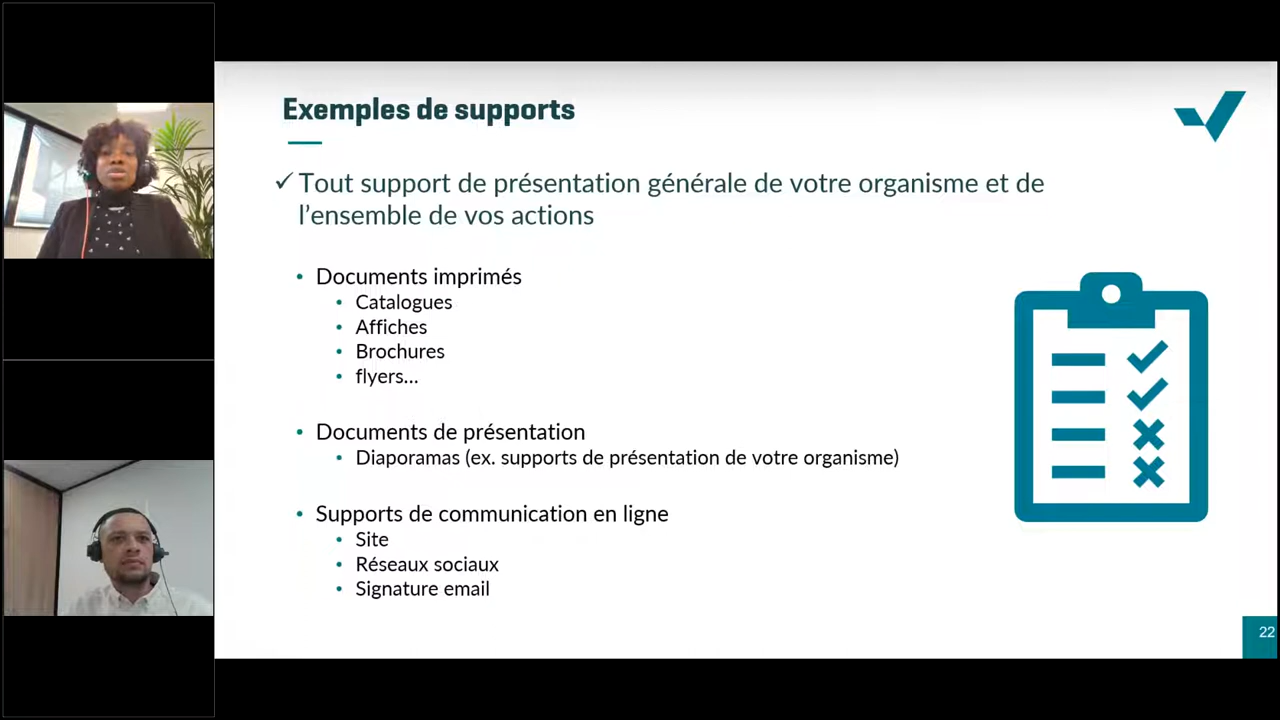 Exemples de supports
✓ Tout support de présentation générale de votre organisme et de
l’ensemble de vos actions
• Documents imprimés
• Catalogues
• Affiches
• Brochures
• flyers…
• Documents de présentation
• Diaporamas (ex. supports de présentation de votre organisme)
• Supports de communication en ligne
• Site
• Réseaux sociaux
• Signature email
22